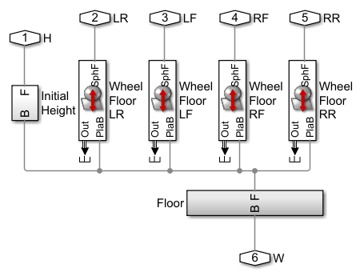 2 LR
3 LF
4 RF
5 RR
1 H
F
B
Initial
Height
SphF
Out
PlaB
Wheel
Floor
LR
SphF
Out
PlaB
Wheel
Floor
LF
SphF
Out
PlaB
Wheel
Floor
RF
SphF
Out
PlaB
Wheel
Floor
RR
Floor
B F
6 W